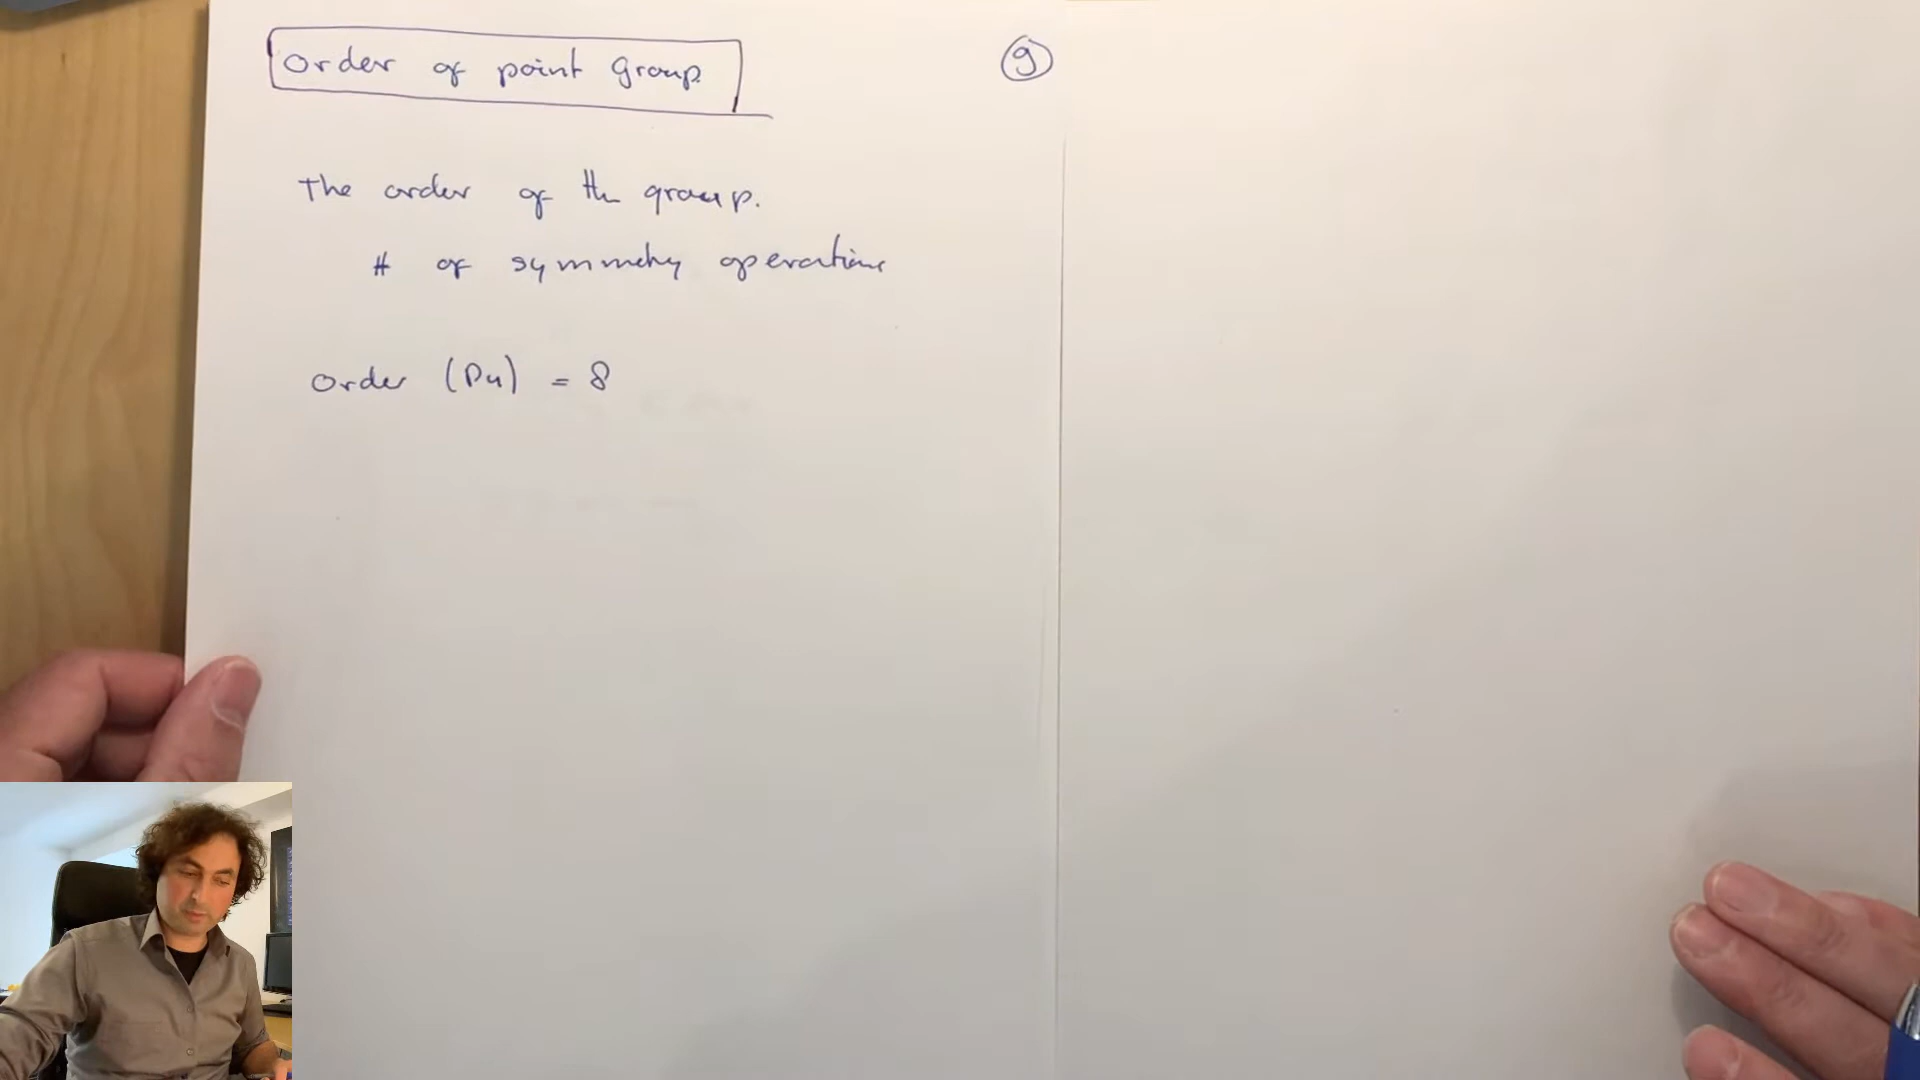 Order of point Group
9
The order of the group.
# of symmetry operations
Order (D4) = 8